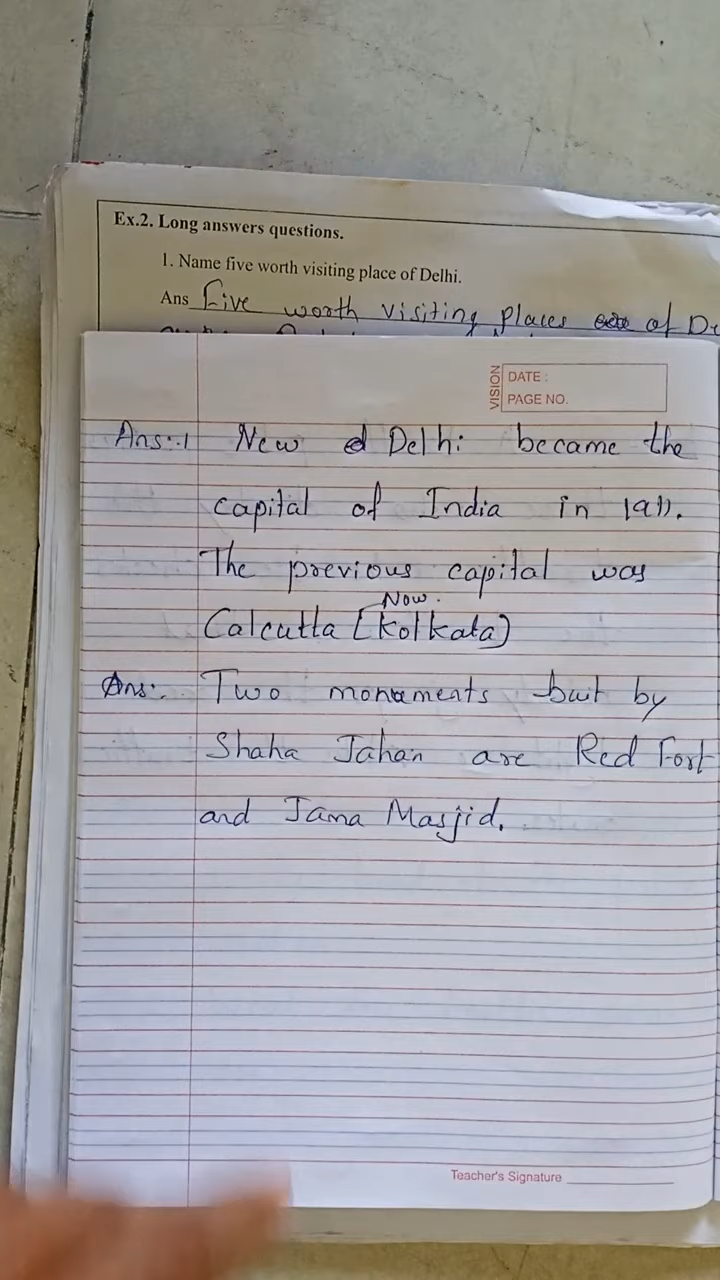 Ex.2. Long answers questions.
1. Name five worth visiting place of Delhi.
Ans Five worth visiting places of De
VISION
DATE :
PAGE NO.
Ans:-1 New Delhi became the
capital of India in 1911.
The previous capital was
Now.
Calcutta [Kolkata)
Ans:. Two monuments buit by
Shaha Jahan are Red Fort
and Jama Masjid.
Teacher's Signature